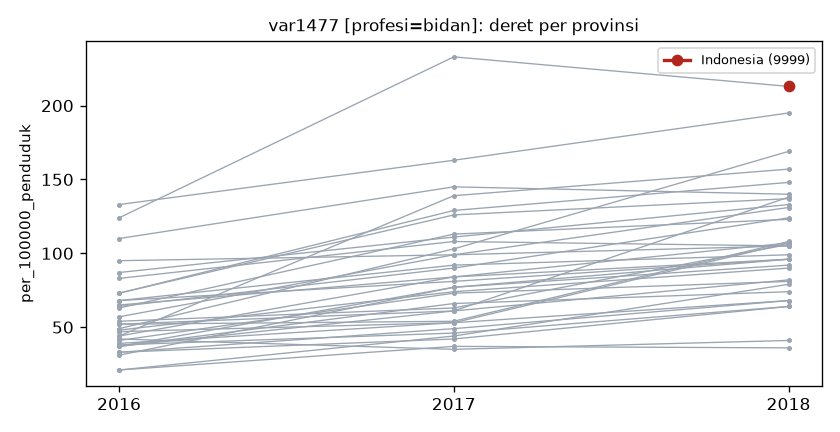 var1477 [profesi=bidan]: deret per provinsi
Indonesia (9999)
per_100000_penduduk
200
150
100
50
2016
2017
2018